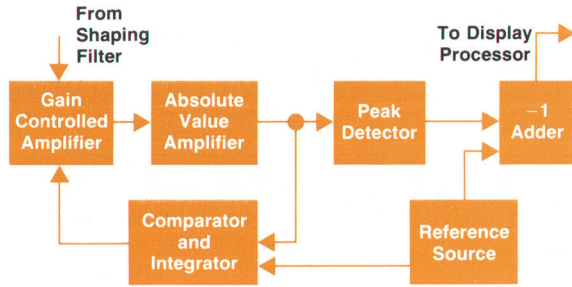 From
Shaping
Filter
To Display
Processor
Gain
Controlled
Amplifier
Absolute
Value
Amplifier
Peak
Detector
−1
Adder
Comparator
and
Integrator
Reference
Source